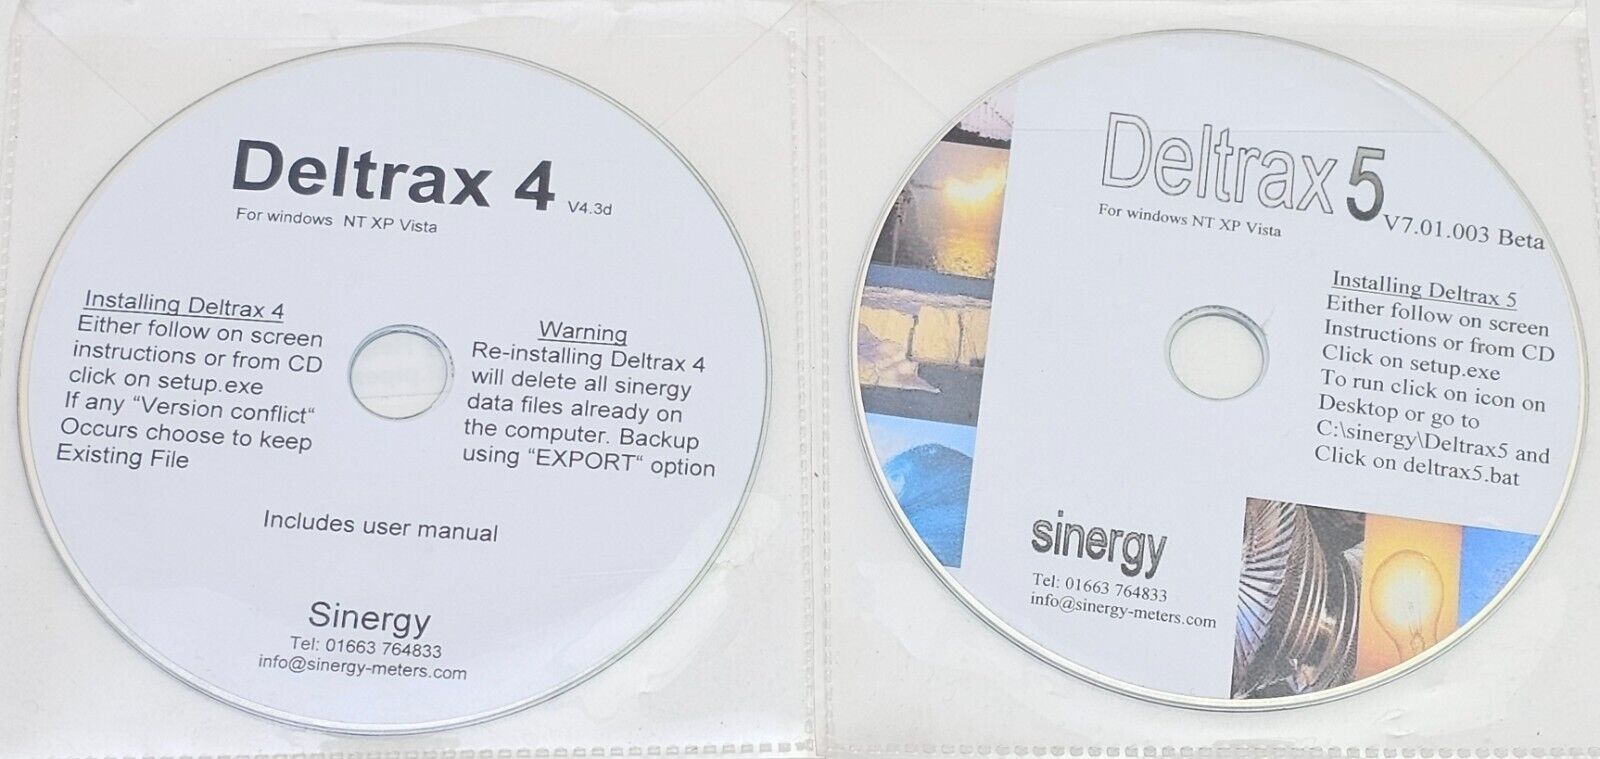 Deltrax 4 V4.3d
For windows NT XP Vista
Installing Deltrax 4
Either follow on screen
instructions or from CD
click on setup.exe
If any “Version conflict“
Occurs choose to keep
Existing File
Warning
Re-installing Deltrax 4
will delete all sinergy
data files already on
the computer. Backup
using “EXPORT“ option
Includes user manual
Sinergy
Tel: 01663 764833
info@sinergy-meters.com
Deltrax 5 V7.01.003 Beta
For windows NT XP Vista
Installing Deltrax 5
Either follow on screen
Instructions or from CD
Click on setup.exe
To run click on icon on
Desktop or go to
C:\sinergy\Deltrax5 and
Click on deltrax5.bat
sinergy
Tel: 01663 764833
info@sinergy-meters.com